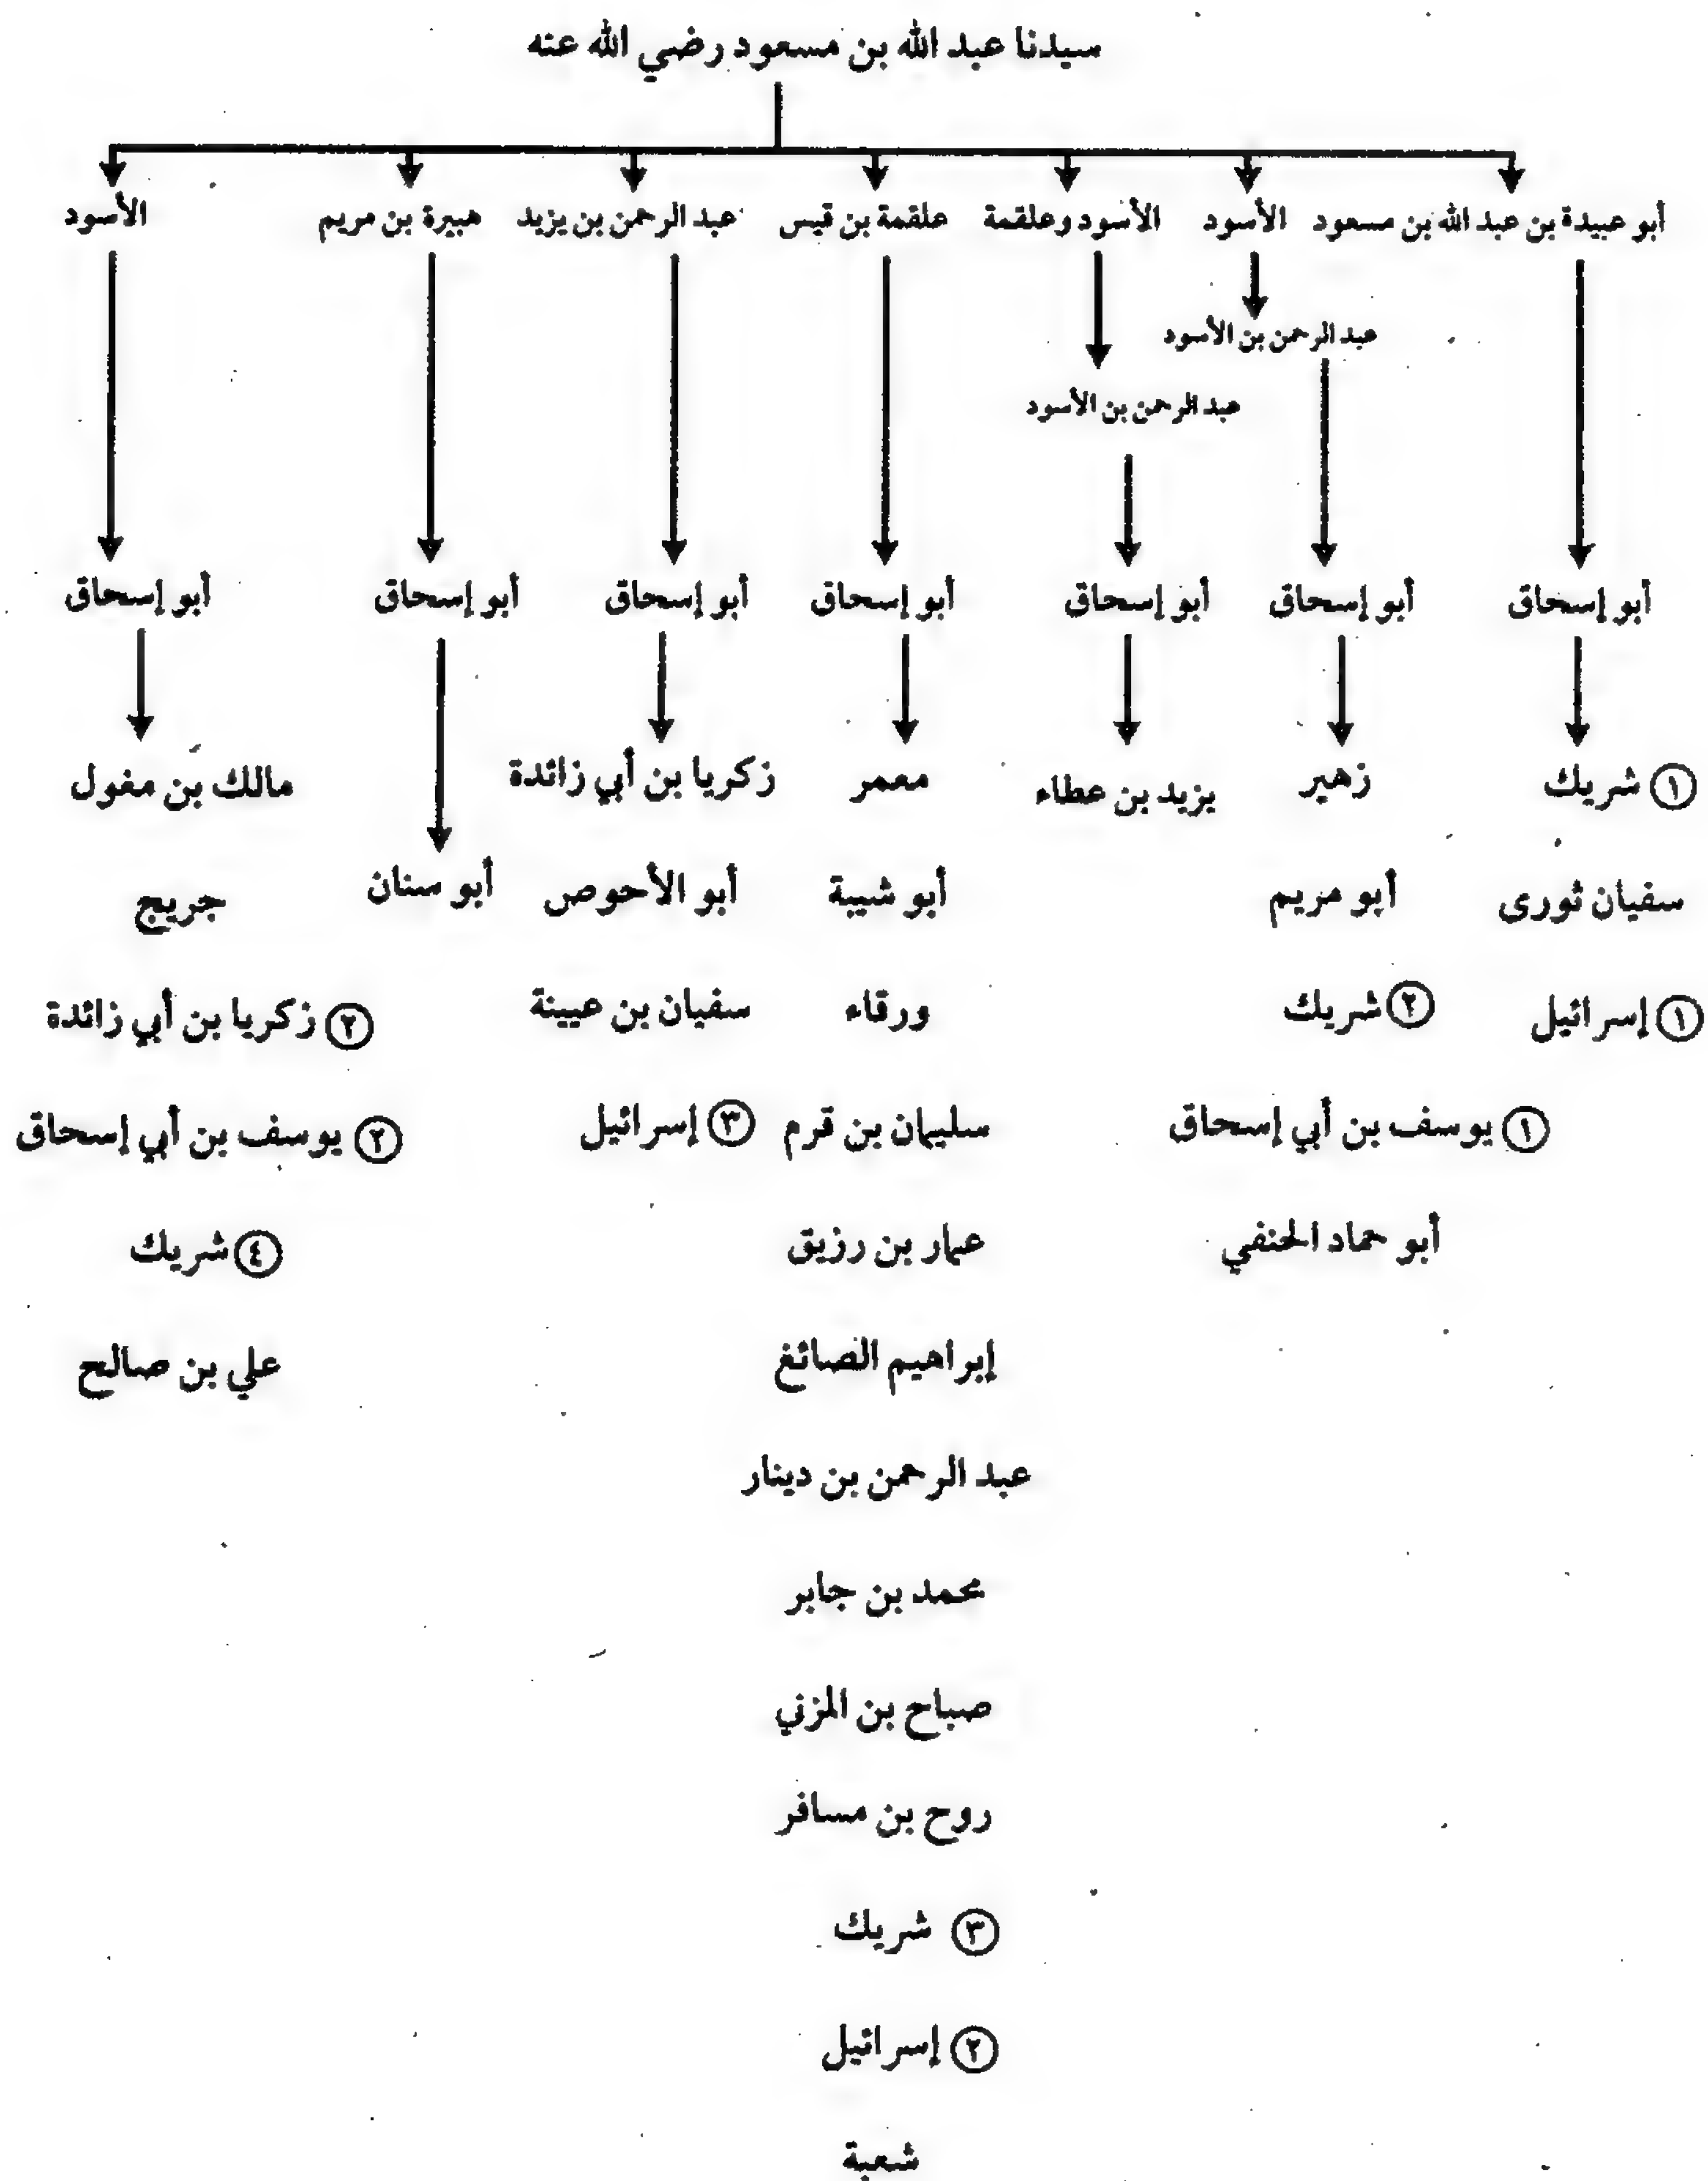 سيدنا عبد الله بن مسعود رضي الله عنه
أبو عبيدة بن عبد الله بن مسعود الأسود الأسود وعلقمة علقمة بن قيس عبد الرحمن بن يزيد هبيرة بن مريم الأسود
عبد الرحمن بن الأسود
عبد الرحمن بن الأسود
أبو إسحاق أبو إسحاق أبو إسحاق أبو إسحاق أبو إسحاق أبو إسحاق أبو إسحاق
① شريك زهير يزيد بن عطاء معمر زكريا بن أبي زائدة مالك بن مغول
سفيان ثورى أبو مريم أبو شيبة أبو الأحوص أبو سنان جريج
① إسرائيل ② شريك ورقاء سفيان بن عيينة ② زكريا بن أبي زائدة
① يوسف بن أبي إسحاق سليمان بن قرم ③ إسرائيل ② يوسف بن أبي إسحاق
أبو حماد الحنفي عمار بن رزيق ④ شريك
إبراهيم الصائغ علي بن صالح
عبد الرحمن بن دينار
محمد بن جابر
صباح بن المزني
روح بن مسافر
③ شريك
② إسرائيل
شعبة